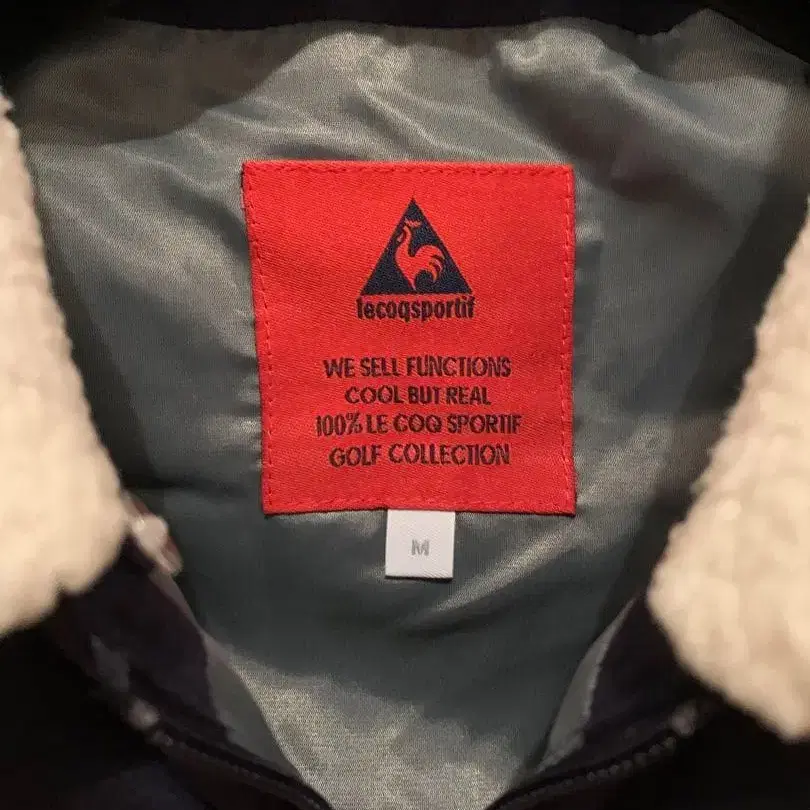 lecoqsportif
WE SELL FUNCTIONS
COOL BUT REAL
100% LE COQ SPORTIF
GOLF COLLECTION
M